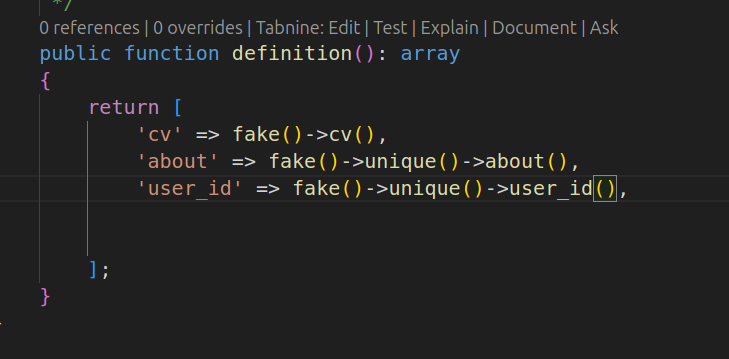 */
0 references | 0 overrides | Tabnine: Edit | Test | Explain | Document | Ask
public function definition(): array
{
    return [
        'cv' => fake()->cv(),
        'about' => fake()->unique()->about(),
        'user_id' => fake()->unique()->user_id(),
    ];
}